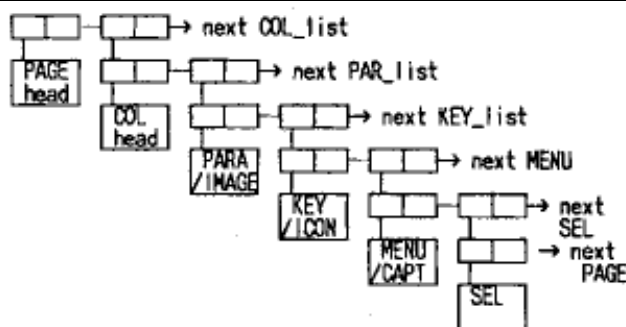 next COL_list
PAGE
head
next PAR_list
COL
head
next KEY_list
PARA
/IMAGE
next MENU
KEY
/ICON
next
SEL
MENU
/CAPT
next
PAGE
SEL